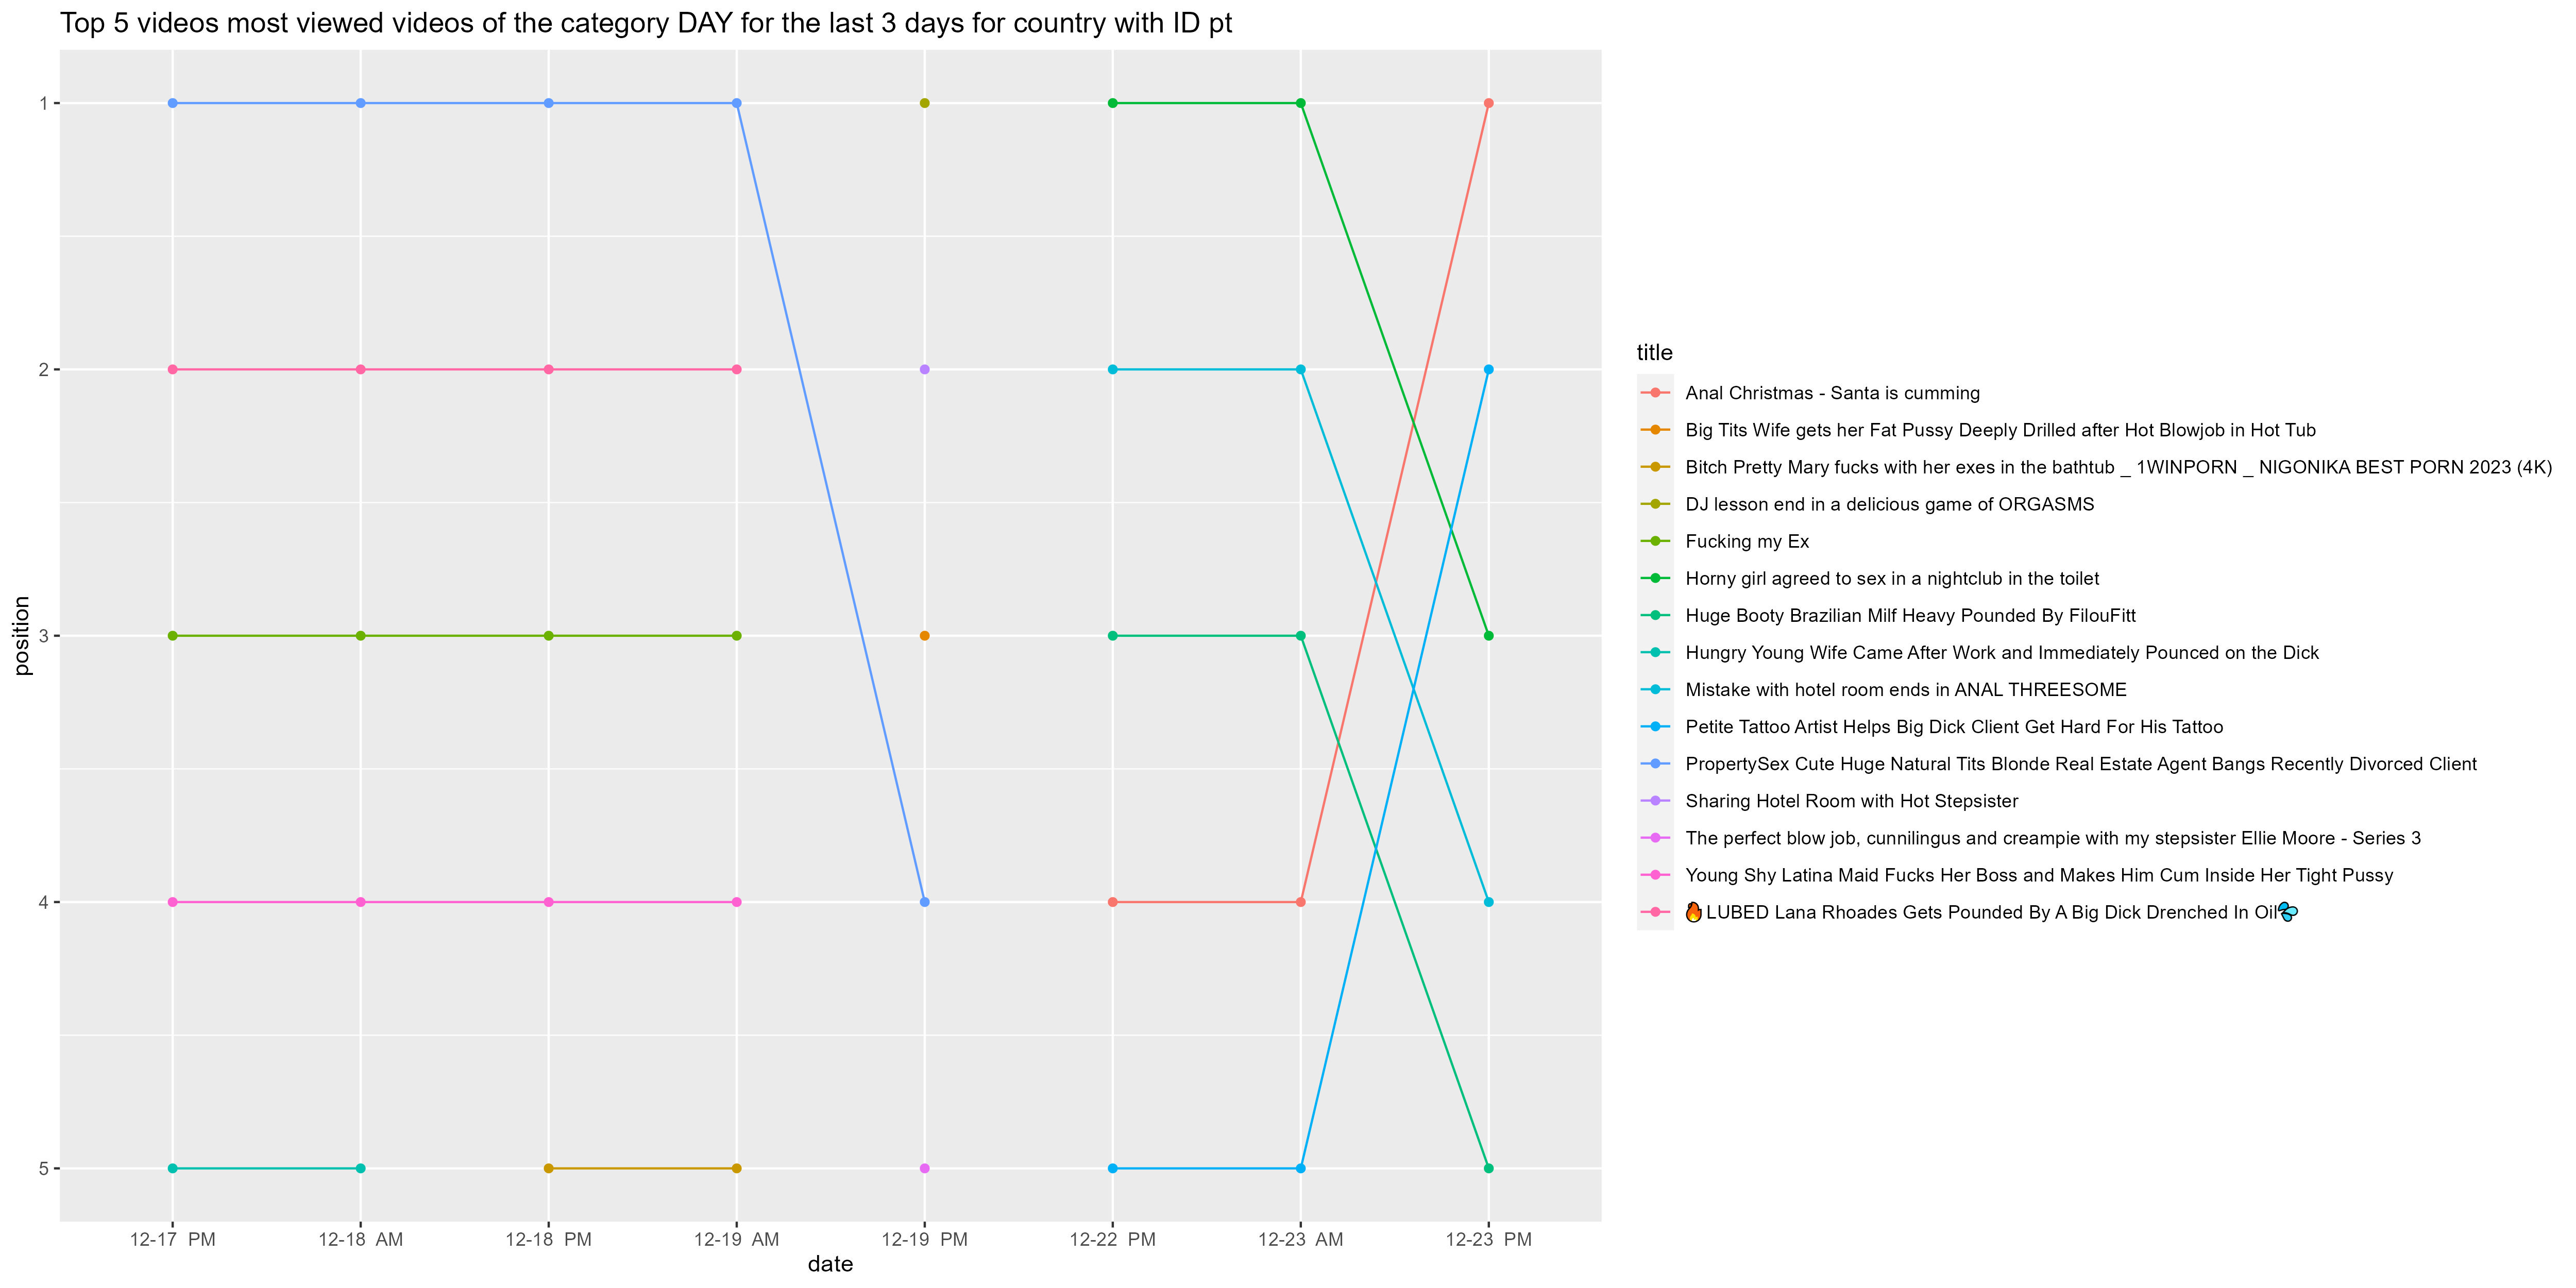 Top 5 videos most viewed videos of the category DAY for the last 3 days for country with ID pt
position
1
2
3
4
5
12-17 PM
12-18 AM
12-18 PM
12-19 AM
12-19 PM
12-22 PM
12-23 AM
12-23 PM
date
title
Anal Christmas - Santa is cumming
Big Tits Wife gets her Fat Pussy Deeply Drilled after Hot Blowjob in Hot Tub
Bitch Pretty Mary fucks with her exes in the bathtub _ 1WINPORN _ NIGONIKA BEST PORN 2023 (4K)
DJ lesson end in a delicious game of ORGASMS
Fucking my Ex
Horny girl agreed to sex in a nightclub in the toilet
Huge Booty Brazilian Milf Heavy Pounded By FilouFitt
Hungry Young Wife Came After Work and Immediately Pounced on the Dick
Mistake with hotel room ends in ANAL THREESOME
Petite Tattoo Artist Helps Big Dick Client Get Hard For His Tattoo
PropertySex Cute Huge Natural Tits Blonde Real Estate Agent Bangs Recently Divorced Client
Sharing Hotel Room with Hot Stepsister
The perfect blow job, cunnilingus and creampie with my stepsister Ellie Moore - Series 3
Young Shy Latina Maid Fucks Her Boss and Makes Him Cum Inside Her Tight Pussy
🔥LUBED Lana Rhoades Gets Pounded By A Big Dick Drenched In Oil💦